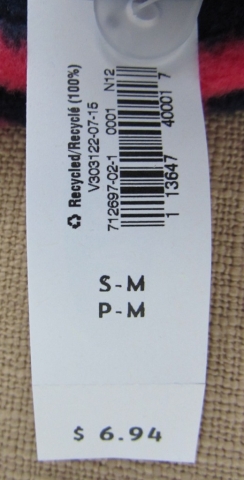 ♻ Recycled/Recyclé (100%)
V303122-07-15
712697-02-1 0001 N12
1 13647 40001 7
S-M
P-M
$ 6.94